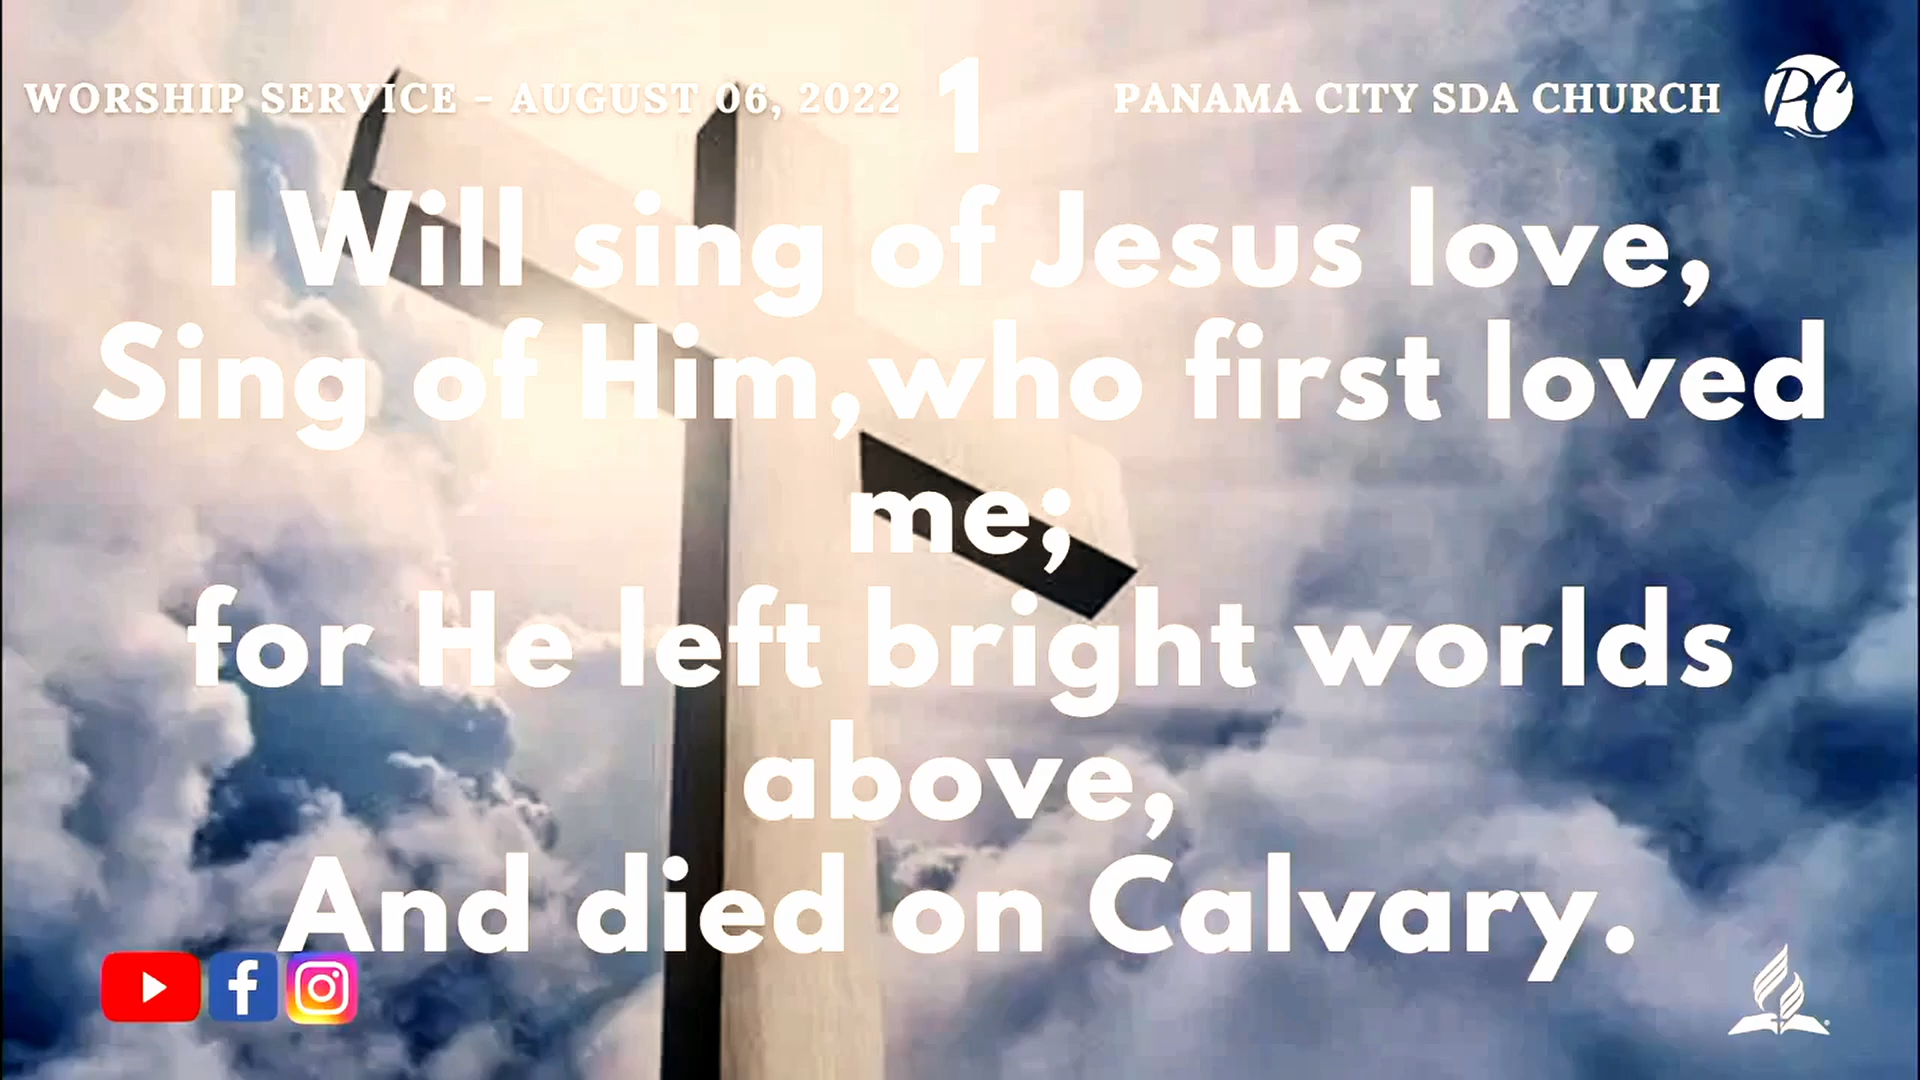 WORSHIP SERVICE - AUGUST 06, 2022
1
PANAMA CITY SDA CHURCH
PC
I Will sing of Jesus love,
Sing of Him,who first loved
me;
for He left bright worlds
above,
And died on Calvary.